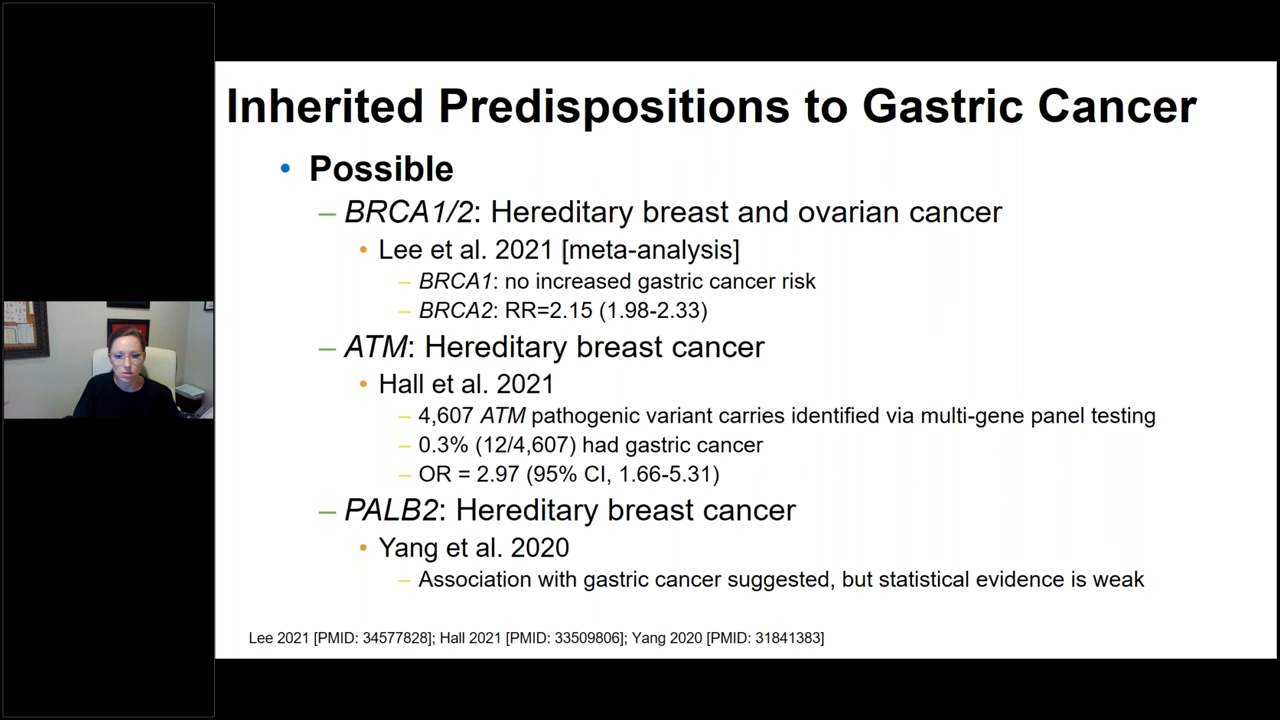 Inherited Predispositions to Gastric Cancer
• Possible
– BRCA1/2: Hereditary breast and ovarian cancer
• Lee et al. 2021 [meta-analysis]
– BRCA1: no increased gastric cancer risk
– BRCA2: RR=2.15 (1.98-2.33)
– ATM: Hereditary breast cancer
• Hall et al. 2021
– 4,607 ATM pathogenic variant carries identified via multi-gene panel testing
– 0.3% (12/4,607) had gastric cancer
– OR = 2.97 (95% CI, 1.66-5.31)
– PALB2: Hereditary breast cancer
• Yang et al. 2020
– Association with gastric cancer suggested, but statistical evidence is weak
Lee 2021 [PMID: 34577828]; Hall 2021 [PMID: 33509806]; Yang 2020 [PMID: 31841383]